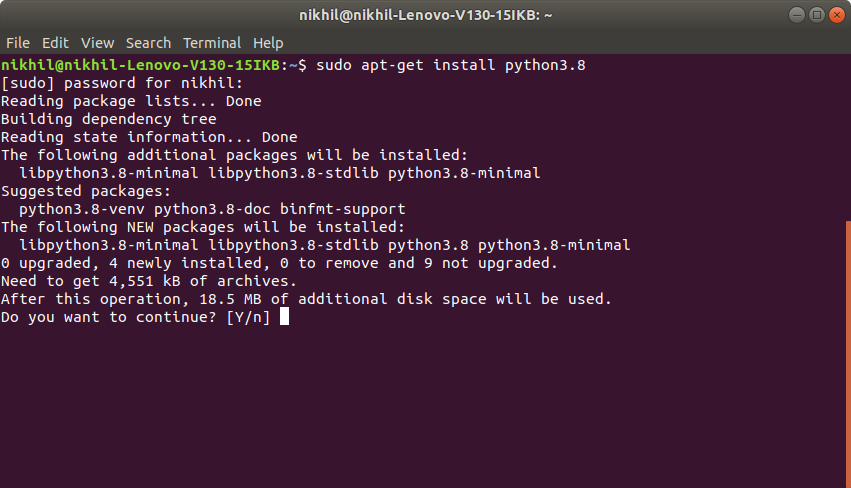 nikhil@nikhil-Lenovo-V130-15IKB: ~
File Edit View Search Terminal Help
nikhil@nikhil-Lenovo-V130-15IKB:~$ sudo apt-get install python3.8
[sudo] password for nikhil:
Reading package lists... Done
Building dependency tree
Reading state information... Done
The following additional packages will be installed:
  libpython3.8-minimal libpython3.8-stdlib python3.8-minimal
Suggested packages:
  python3.8-venv python3.8-doc binfmt-support
The following NEW packages will be installed:
  libpython3.8-minimal libpython3.8-stdlib python3.8 python3.8-minimal
0 upgraded, 4 newly installed, 0 to remove and 9 not upgraded.
Need to get 4,551 kB of archives.
After this operation, 18.5 MB of additional disk space will be used.
Do you want to continue? [Y/n]